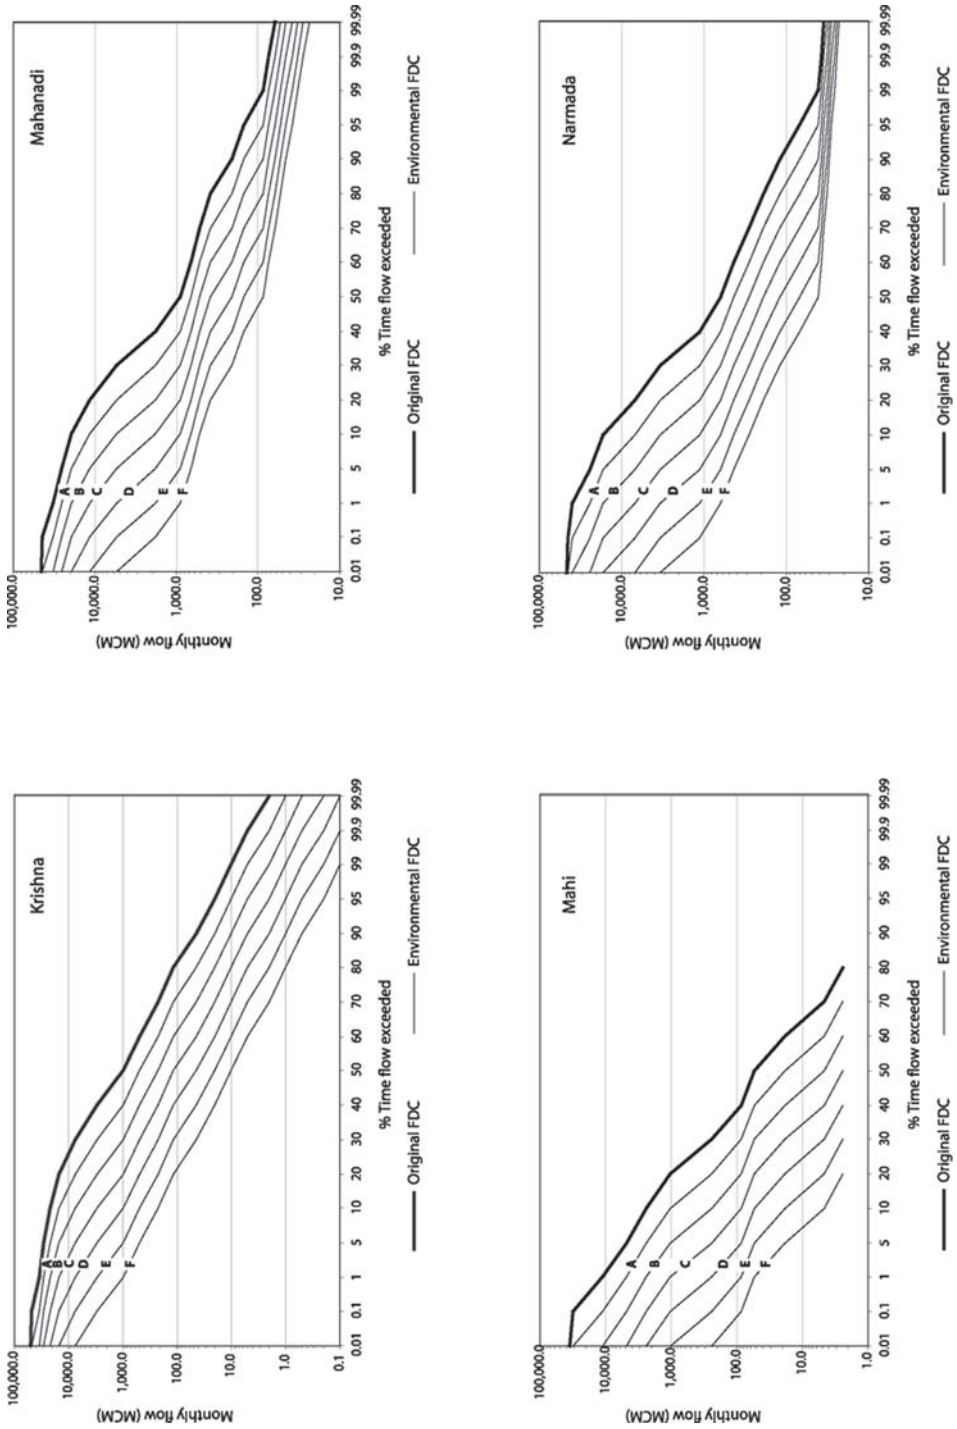 Krishna
Monthly flow (MCM)
100,000.0
10,000.0
1,000.0
100.0
10.0
1.0
0.1
A
B
C
D
E
F
0.01 0.1 1 5 10 20 30 40 50 60 70 80 90 95 99 99.9 99.99
% Time flow exceeded
Original FDC Environmental FDC
Mahanadi
Monthly flow (MCM)
100,000.0
10,000.0
1,000.0
100.0
10.0
A
B
C
D
E
F
0.01 0.1 1 5 10 20 30 40 50 60 70 80 90 95 99 99.9 99.99
% Time flow exceeded
Original FDC Environmental FDC
Mahi
Monthly flow (MCM)
100,000.0
10,000.0
1,000.0
100.0
10.0
1.0
A
B
C
D
E
F
0.01 0.1 1 5 10 20 30 40 50 60 70 80 90 95 99 99.9 99.99
% Time flow exceeded
Original FDC Environmental FDC
Narmada
Monthly flow (MCM)
100,000.0
10,000.0
1,000.0
100.0
10.0
A
B
C
D
E
F
0.01 0.1 1 5 10 20 30 40 50 60 70 80 90 95 99 99.9 99.99
% Time flow exceeded
Original FDC Environmental FDC